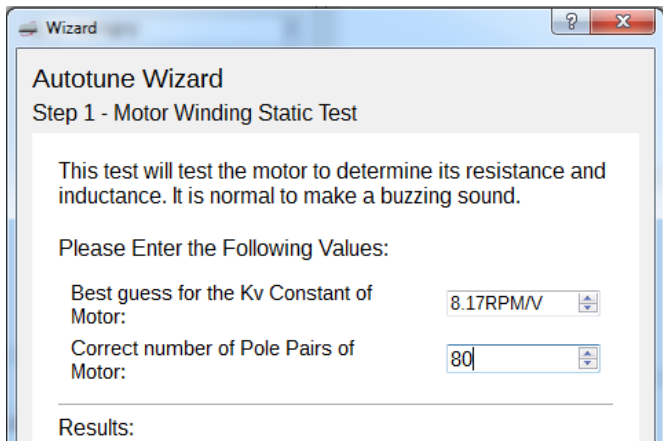 Wizard
?
X
Autotune Wizard
Step 1 - Motor Winding Static Test
This test will test the motor to determine its resistance and
inductance. It is normal to make a buzzing sound.
Please Enter the Following Values:
Best guess for the Kv Constant of
Motor:
8.17RPM/V
Correct number of Pole Pairs of
Motor:
80
Results: